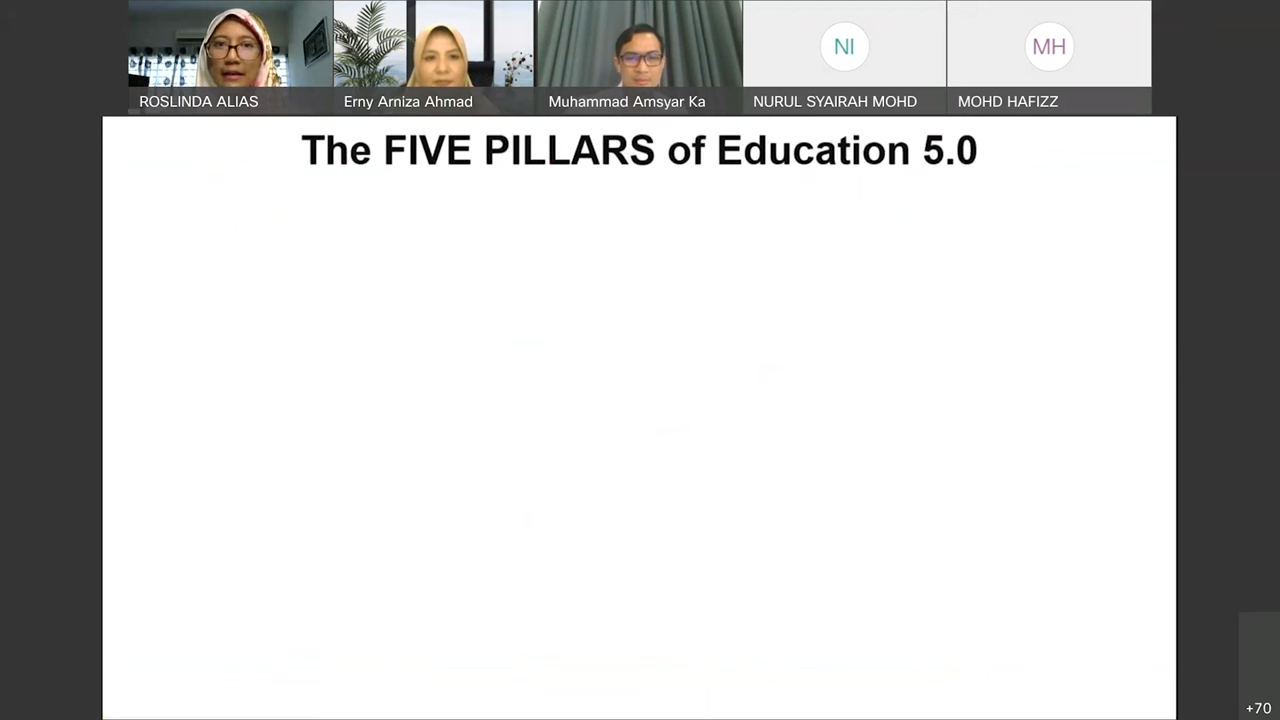 NI
MH
ROSLINDA ALIAS
Erny Arniza Ahmad
Muhammad Amsyar Ka
NURUL SYAIRAH MOHD
MOHD HAFIZZ
The FIVE PILLARS of Education 5.0
+70